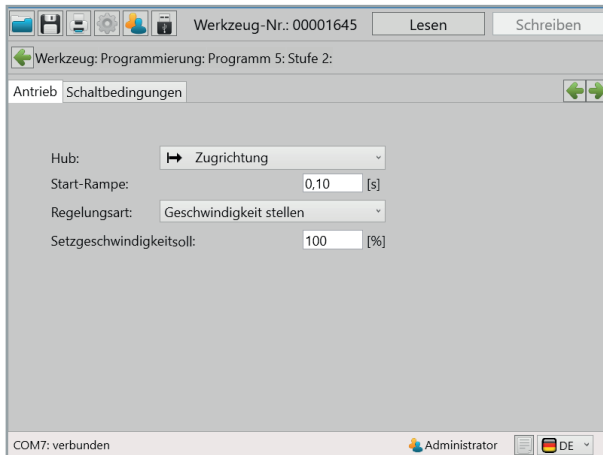 Werkzeug-Nr.: 00001645 Lesen Schreiben
Werkzeug: Programmierung: Programm 5: Stufe 2:
Antrieb Schaltbedingungen
Hub: Zugrichtung
Start-Rampe: 0,10 [s]
Regelungsart: Geschwindigkeit stellen
Setzgeschwindigkeitsoll: 100 [%]
COM7: verbunden Administrator DE